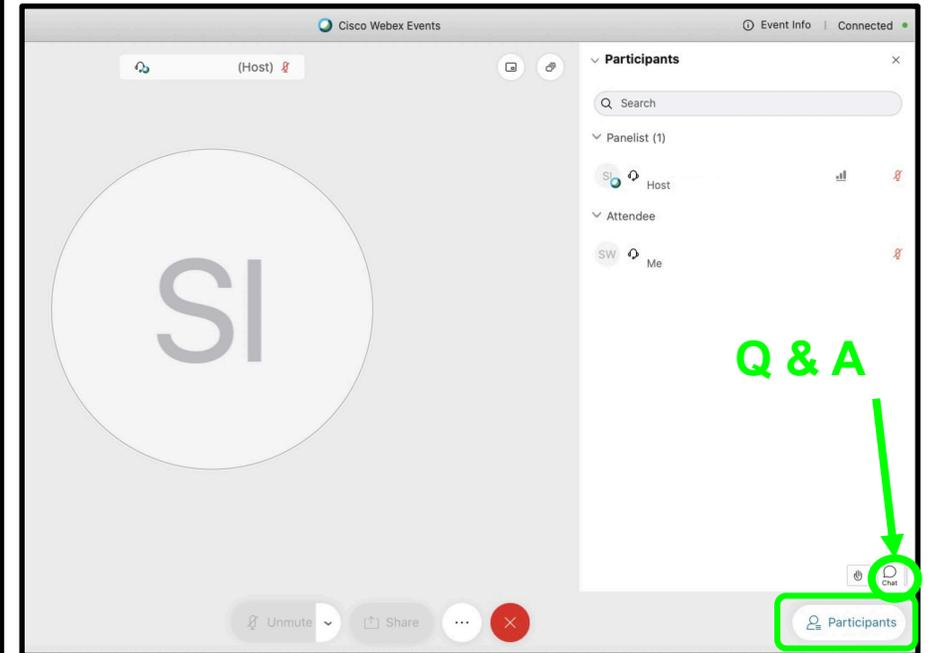 Cisco Webex Events
Event Info | Connected
(Host)
Participants
Search
Panelist (1)
SI
Host
Attendee
SW
Me
SI
Q & A
Chat
Unmute
Share
Participants